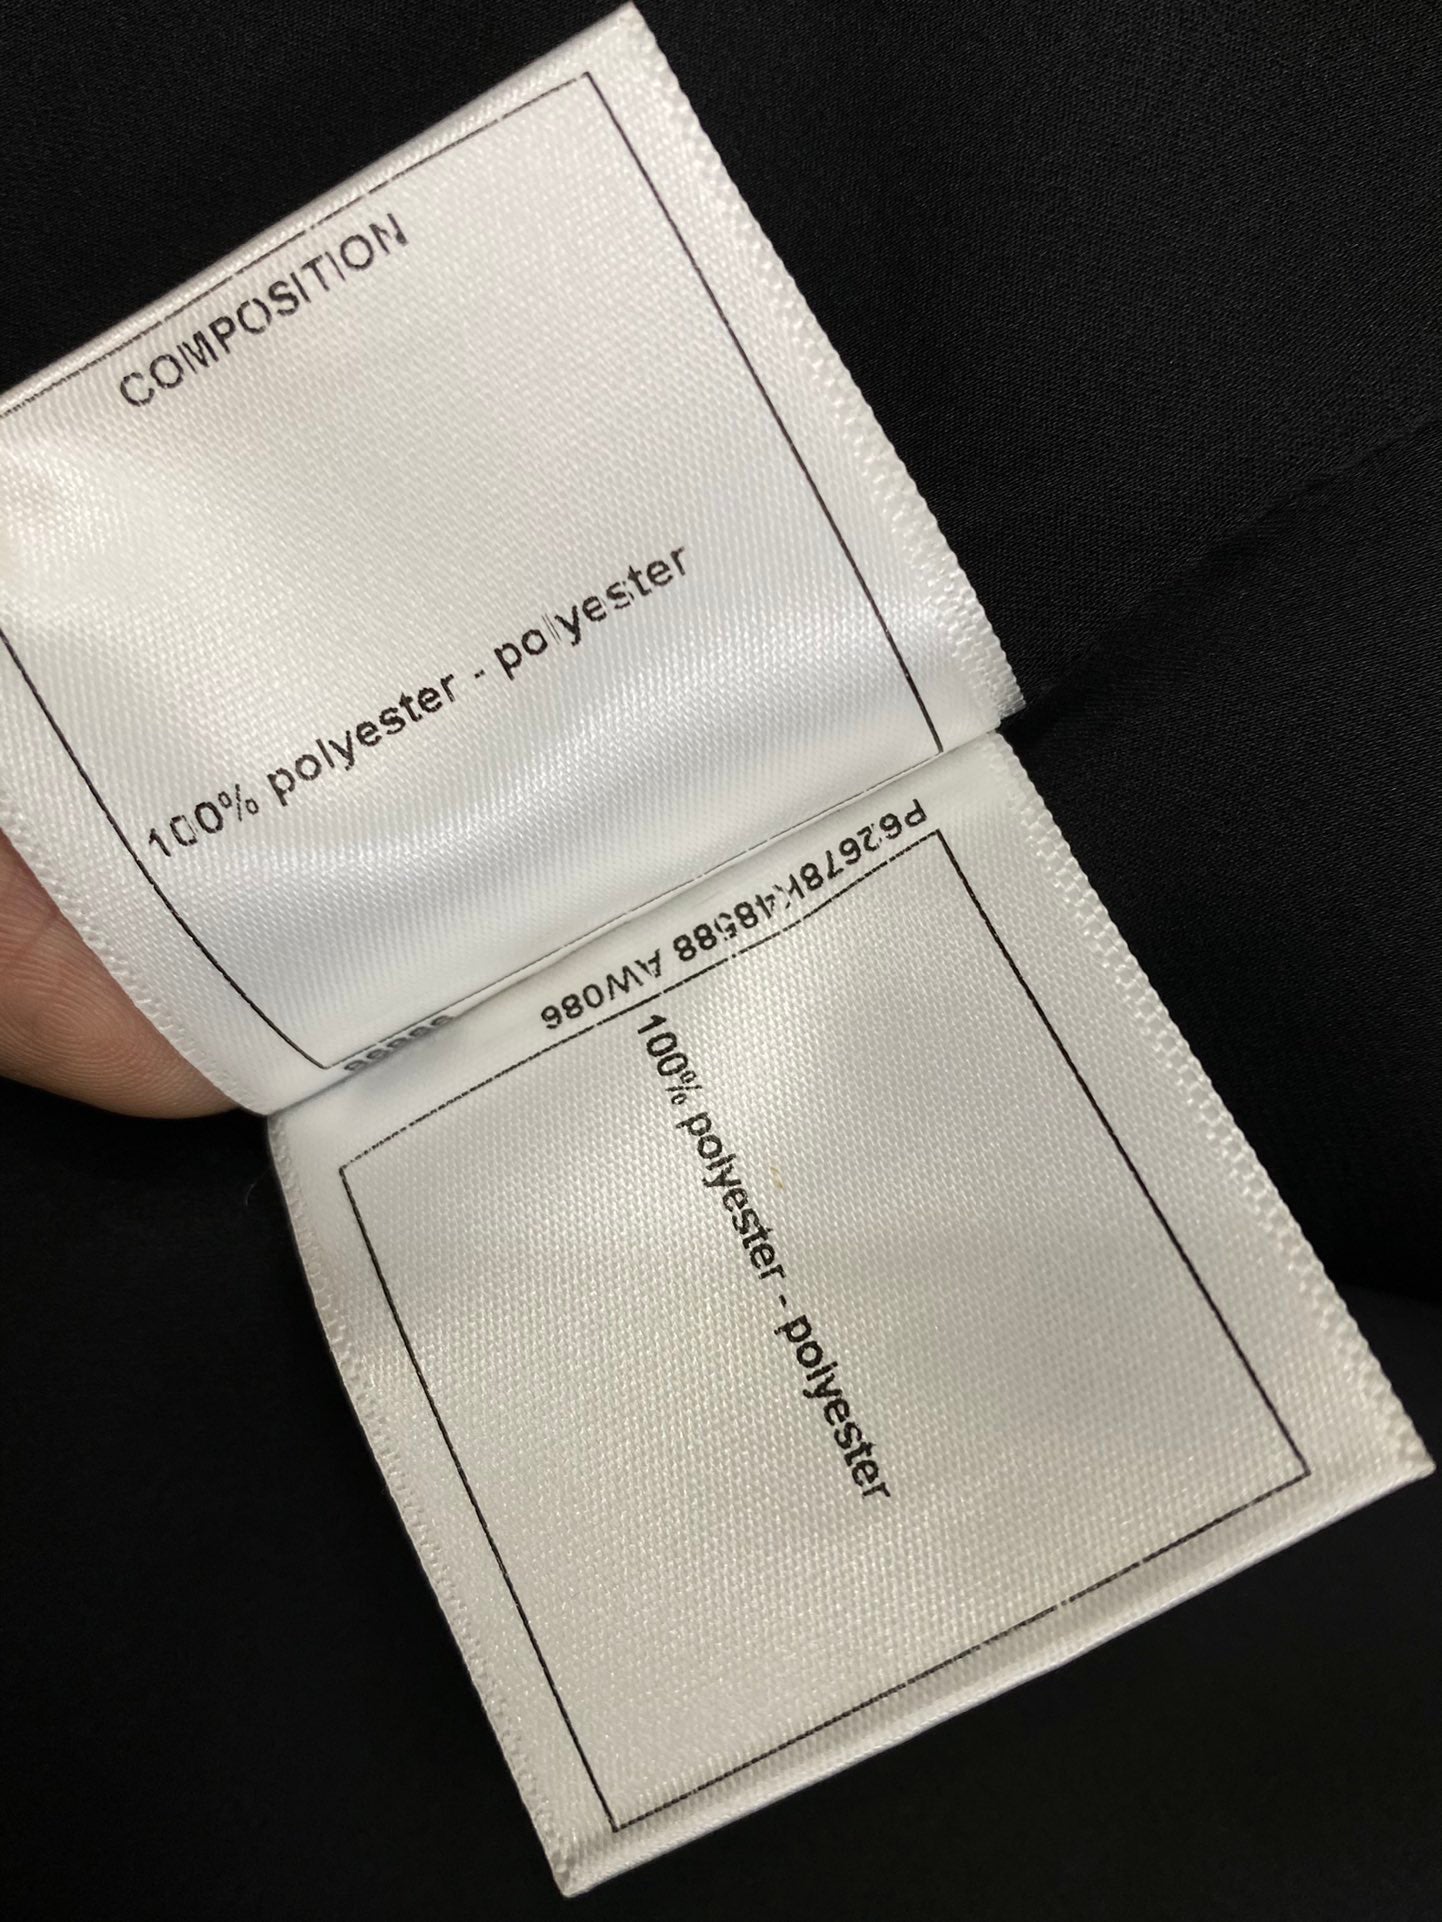 COMPOSITION
100% polyester - polyester
P62678K48588 AW086
100% polyester - polyester